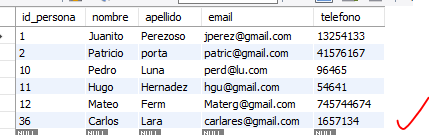 id_persona nombre apellido email telefono
1 Juanito Perezoso jperez@gmail.com 13254133
2 Patricio porta patric@gmail.com 41576167
10 Pedro Luna perd@lu.com 96465
11 Hugo Hernadez hgu@gmail.com 54641
12 Mateo Ferm Materg@gmail.com 745744674
36 Carlos Lara carlares@gmail.com 1657134
NULL NULL NULL NULL NULL